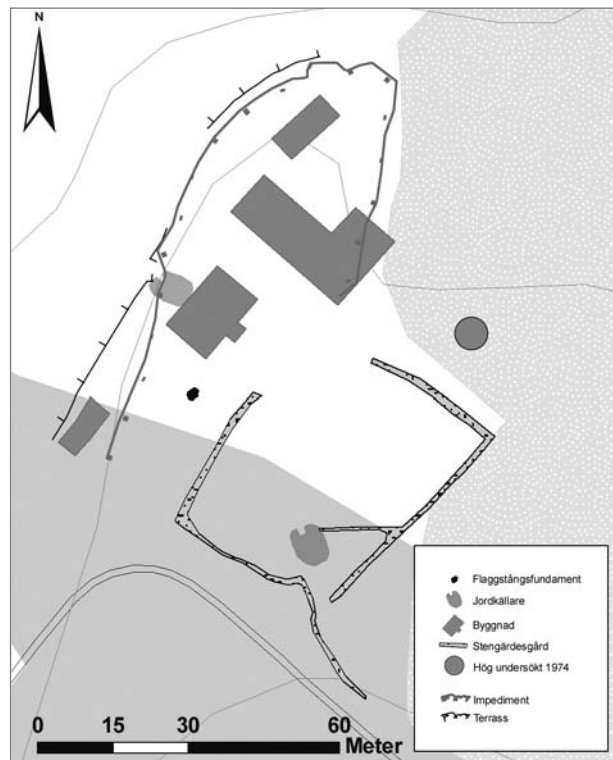 N
Flaggstångsfundament
Jordkällare
Byggnad
Stengärdesgård
Hög undersökt 1974
Impediment
Terrass
0 15 30 60
Meter